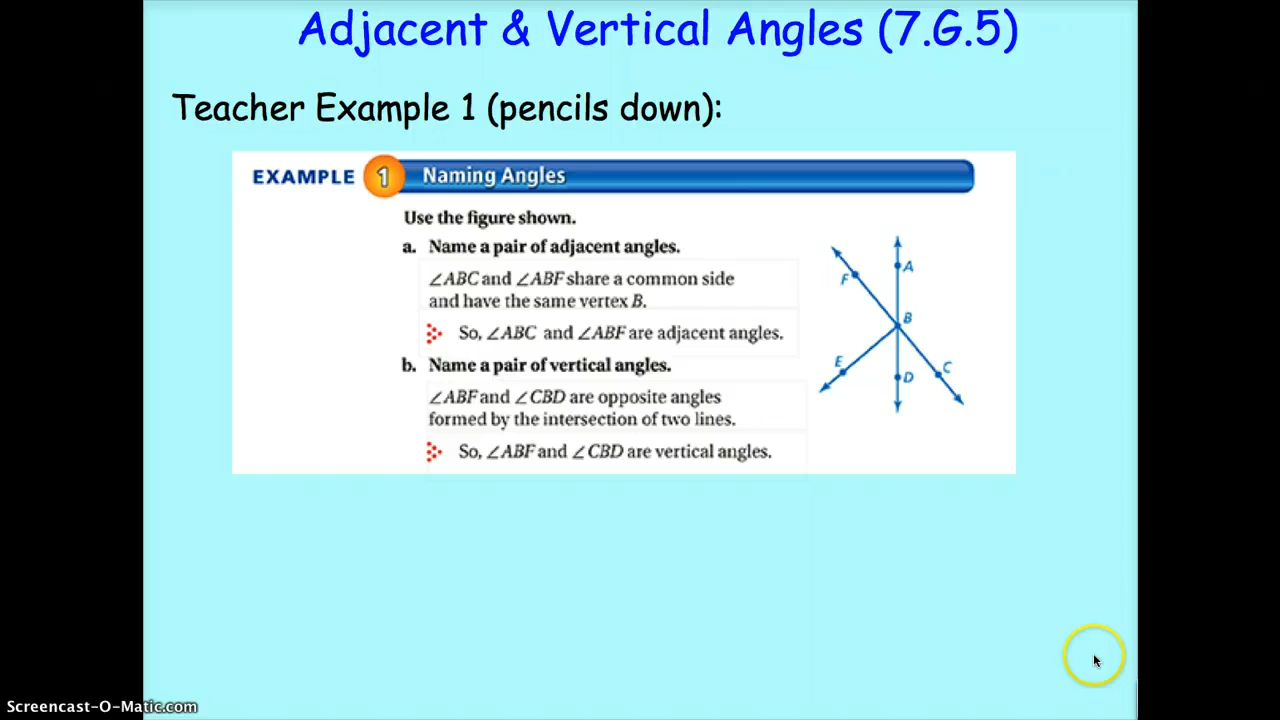 Adjacent & Vertical Angles (7.G.5)
Teacher Example 1 (pencils down):
EXAMPLE 1 Naming Angles
Use the figure shown.
a. Name a pair of adjacent angles.
∠ABC and ∠ABF share a common side
and have the same vertex B.
So, ∠ABC and ∠ABF are adjacent angles.
b. Name a pair of vertical angles.
∠ABF and ∠CBD are opposite angles
formed by the intersection of two lines.
So, ∠ABF and ∠CBD are vertical angles.
A
F
B
E
D
C
Screencast-O-Matic.com